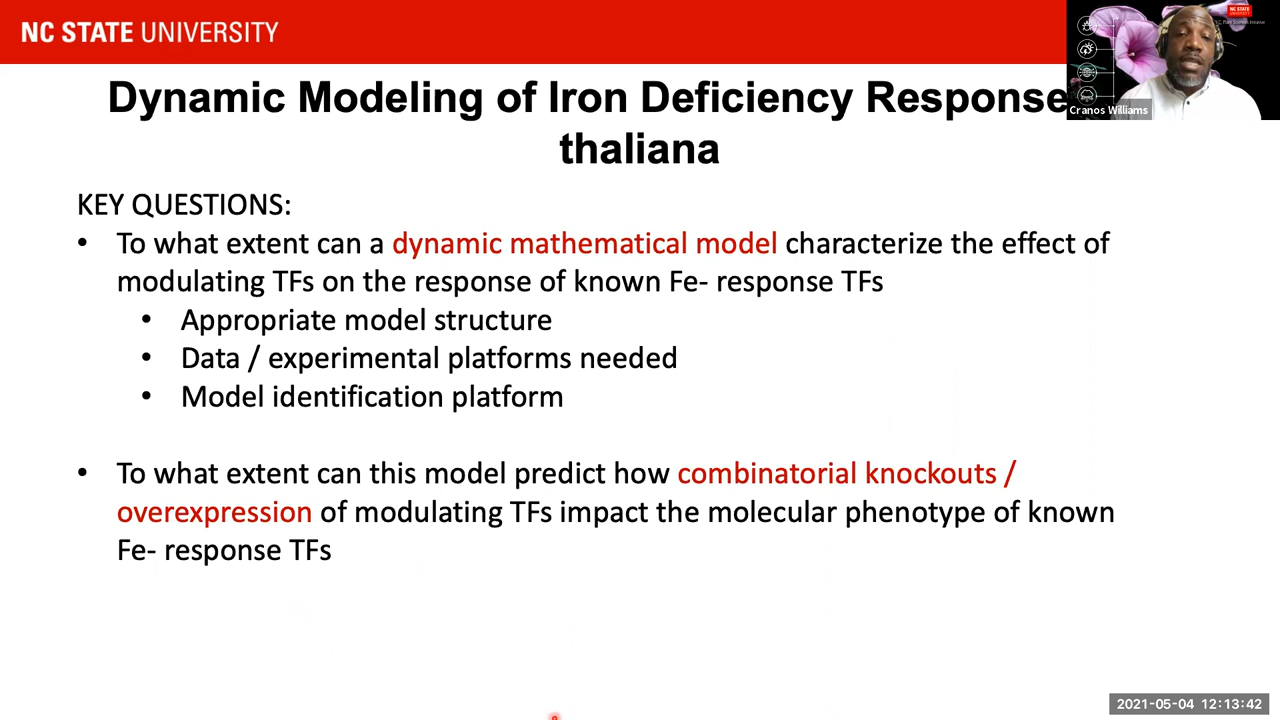 NC STATE UNIVERSITY
Dynamic Modeling of Iron Deficiency Response
thaliana
Cranos Williams
NC STATE
UNIVERSITY
KEY QUESTIONS:
• To what extent can a dynamic mathematical model characterize the effect of
modulating TFs on the response of known Fe- response TFs
• Appropriate model structure
• Data / experimental platforms needed
• Model identification platform
• To what extent can this model predict how combinatorial knockouts /
overexpression of modulating TFs impact the molecular phenotype of known
Fe- response TFs
2021-05-04 12:13:42